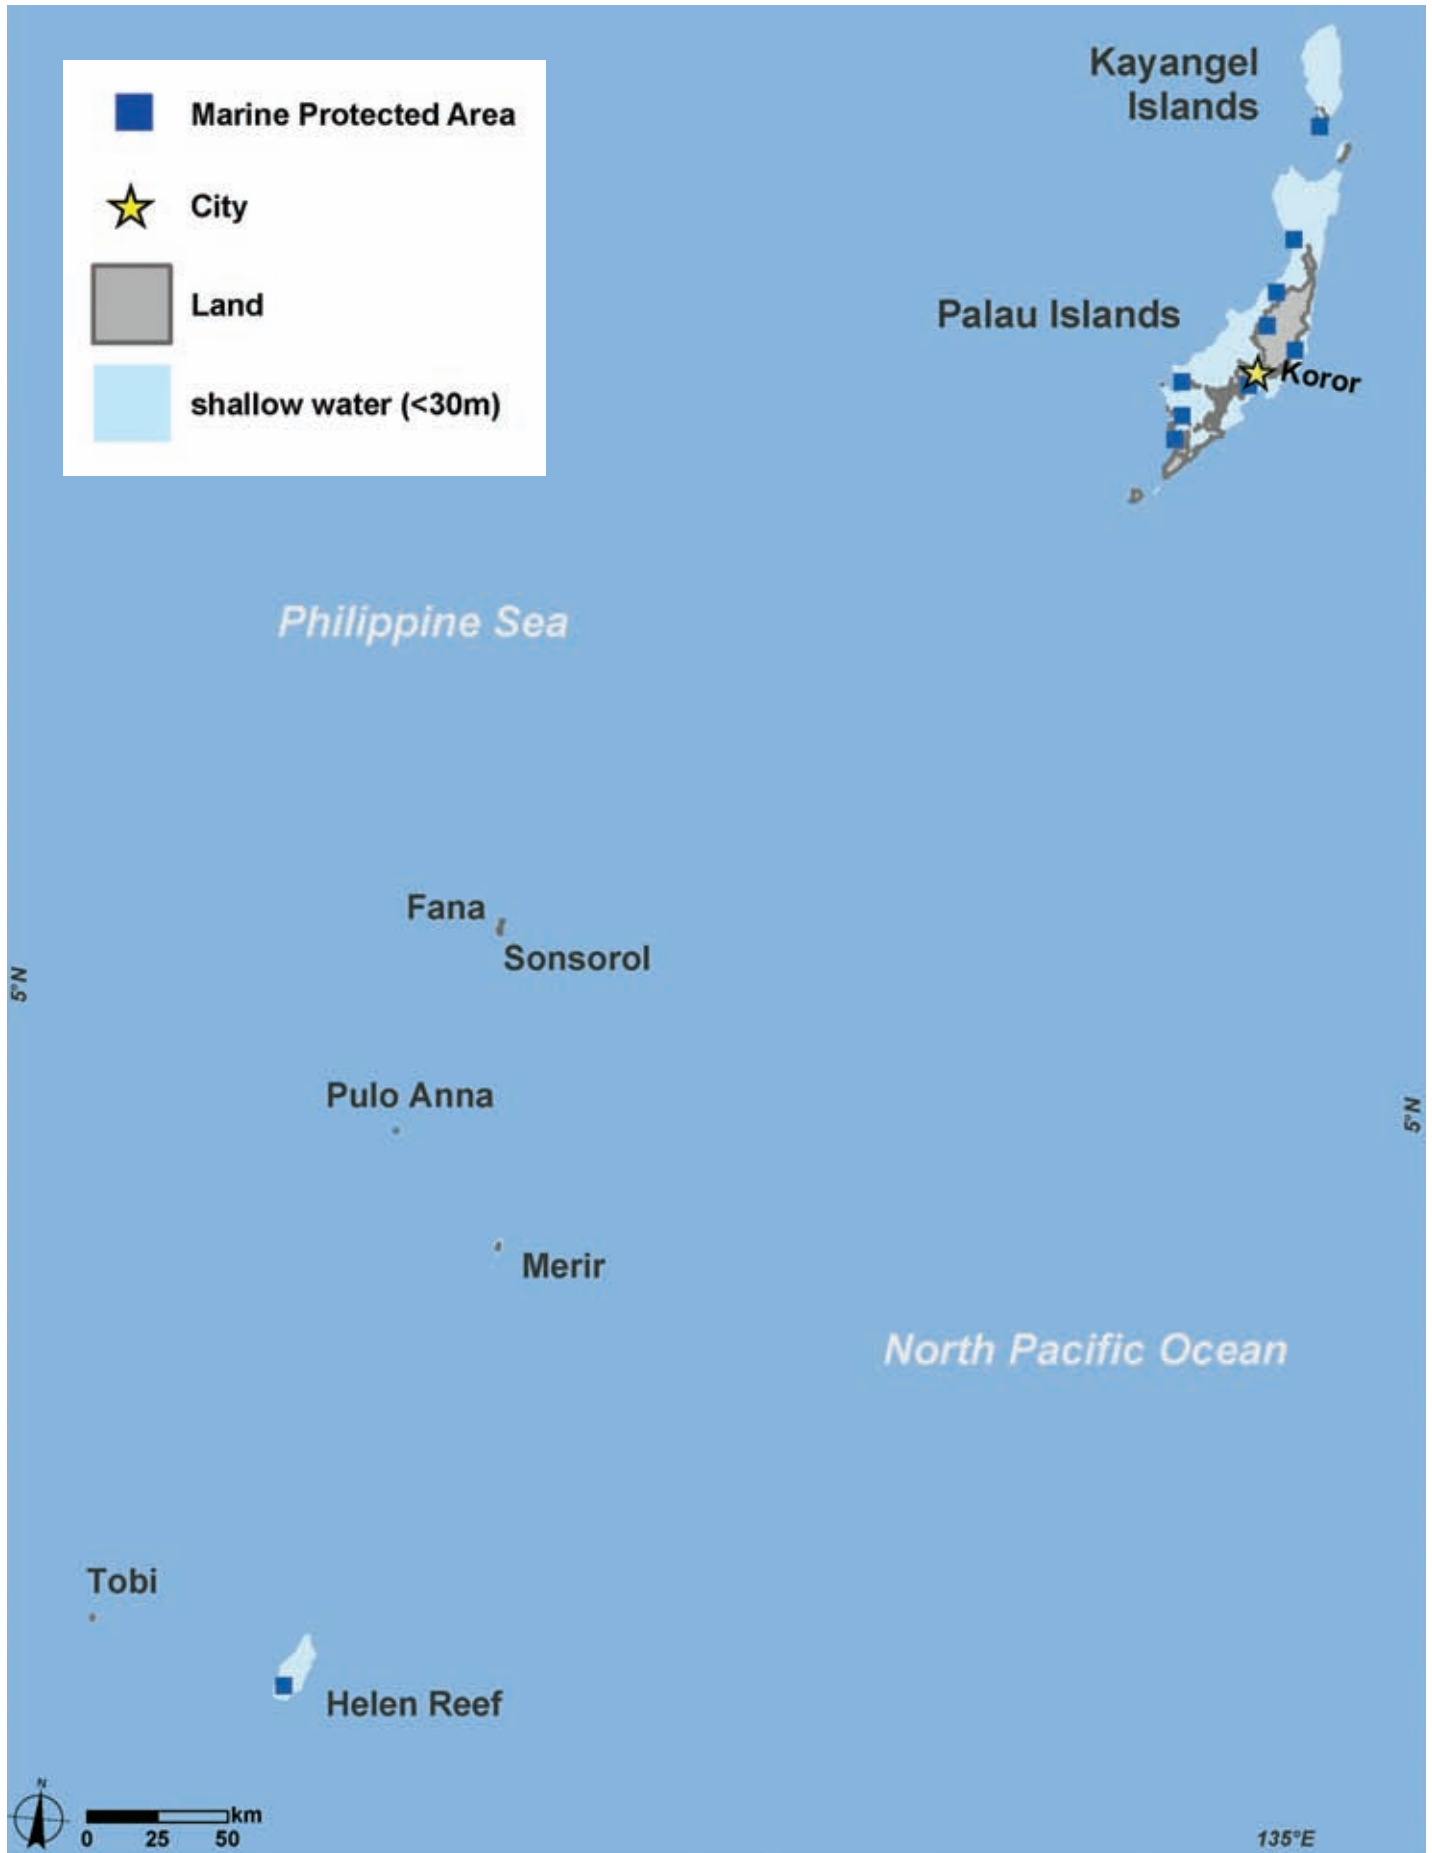 Kayangel
Islands
Marine Protected Area
City
Land
shallow water (<30m)
Palau Islands
Koror
Philippine Sea
Fana
Sonsorol
5°N
Pulo Anna
5°N
Merir
North Pacific Ocean
Tobi
Helen Reef
N
km
0 25 50
135°E